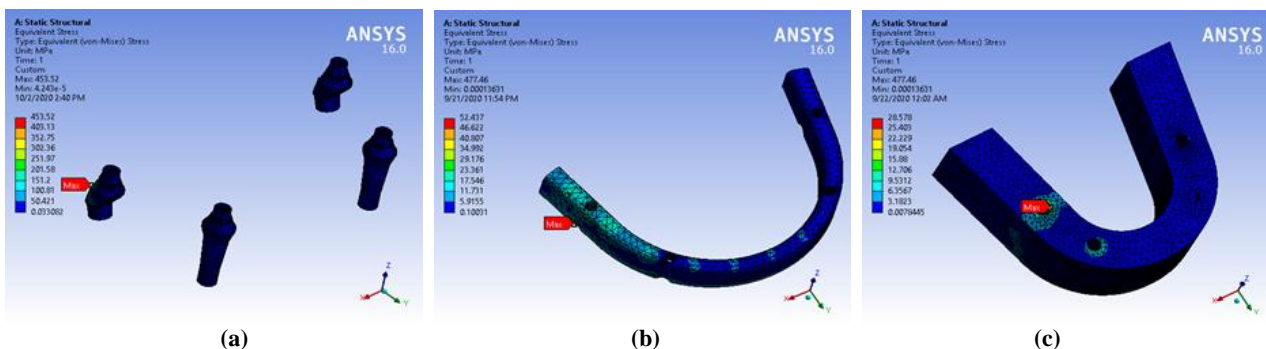 A: Static Structural
Equivalent Stress
Type: Equivalent (von-Mises) Stress
Unit: MPa
Time: 1
Custom
Max: 453.52
Min: 4.243e-5
10/2/2020 2:40 PM
453.52
403.13
352.75
302.36
251.97
201.58
151.2
100.81
50.421
0.033082
Max
ANSYS
16.0
Z
X
Y
(a)
A: Static Structural
Equivalent Stress
Type: Equivalent (von-Mises) Stress
Unit: MPa
Time: 1
Custom
Max: 477.46
Min: 0.00013631
9/21/2020 11:54 PM
52.437
46.622
40.807
34.992
29.176
23.361
17.546
11.731
5.9155
0.10031
Max
ANSYS
16.0
Z
X
Y
(b)
A: Static Structural
Equivalent Stress
Type: Equivalent (von-Mises) Stress
Unit: MPa
Time: 1
Custom
Max: 477.46
Min: 0.00013631
9/22/2020 12:02 AM
28.578
25.403
22.229
19.054
15.88
12.706
9.5312
6.3567
3.1823
0.0078445
Max
ANSYS
16.0
Z
X
Y
(c)